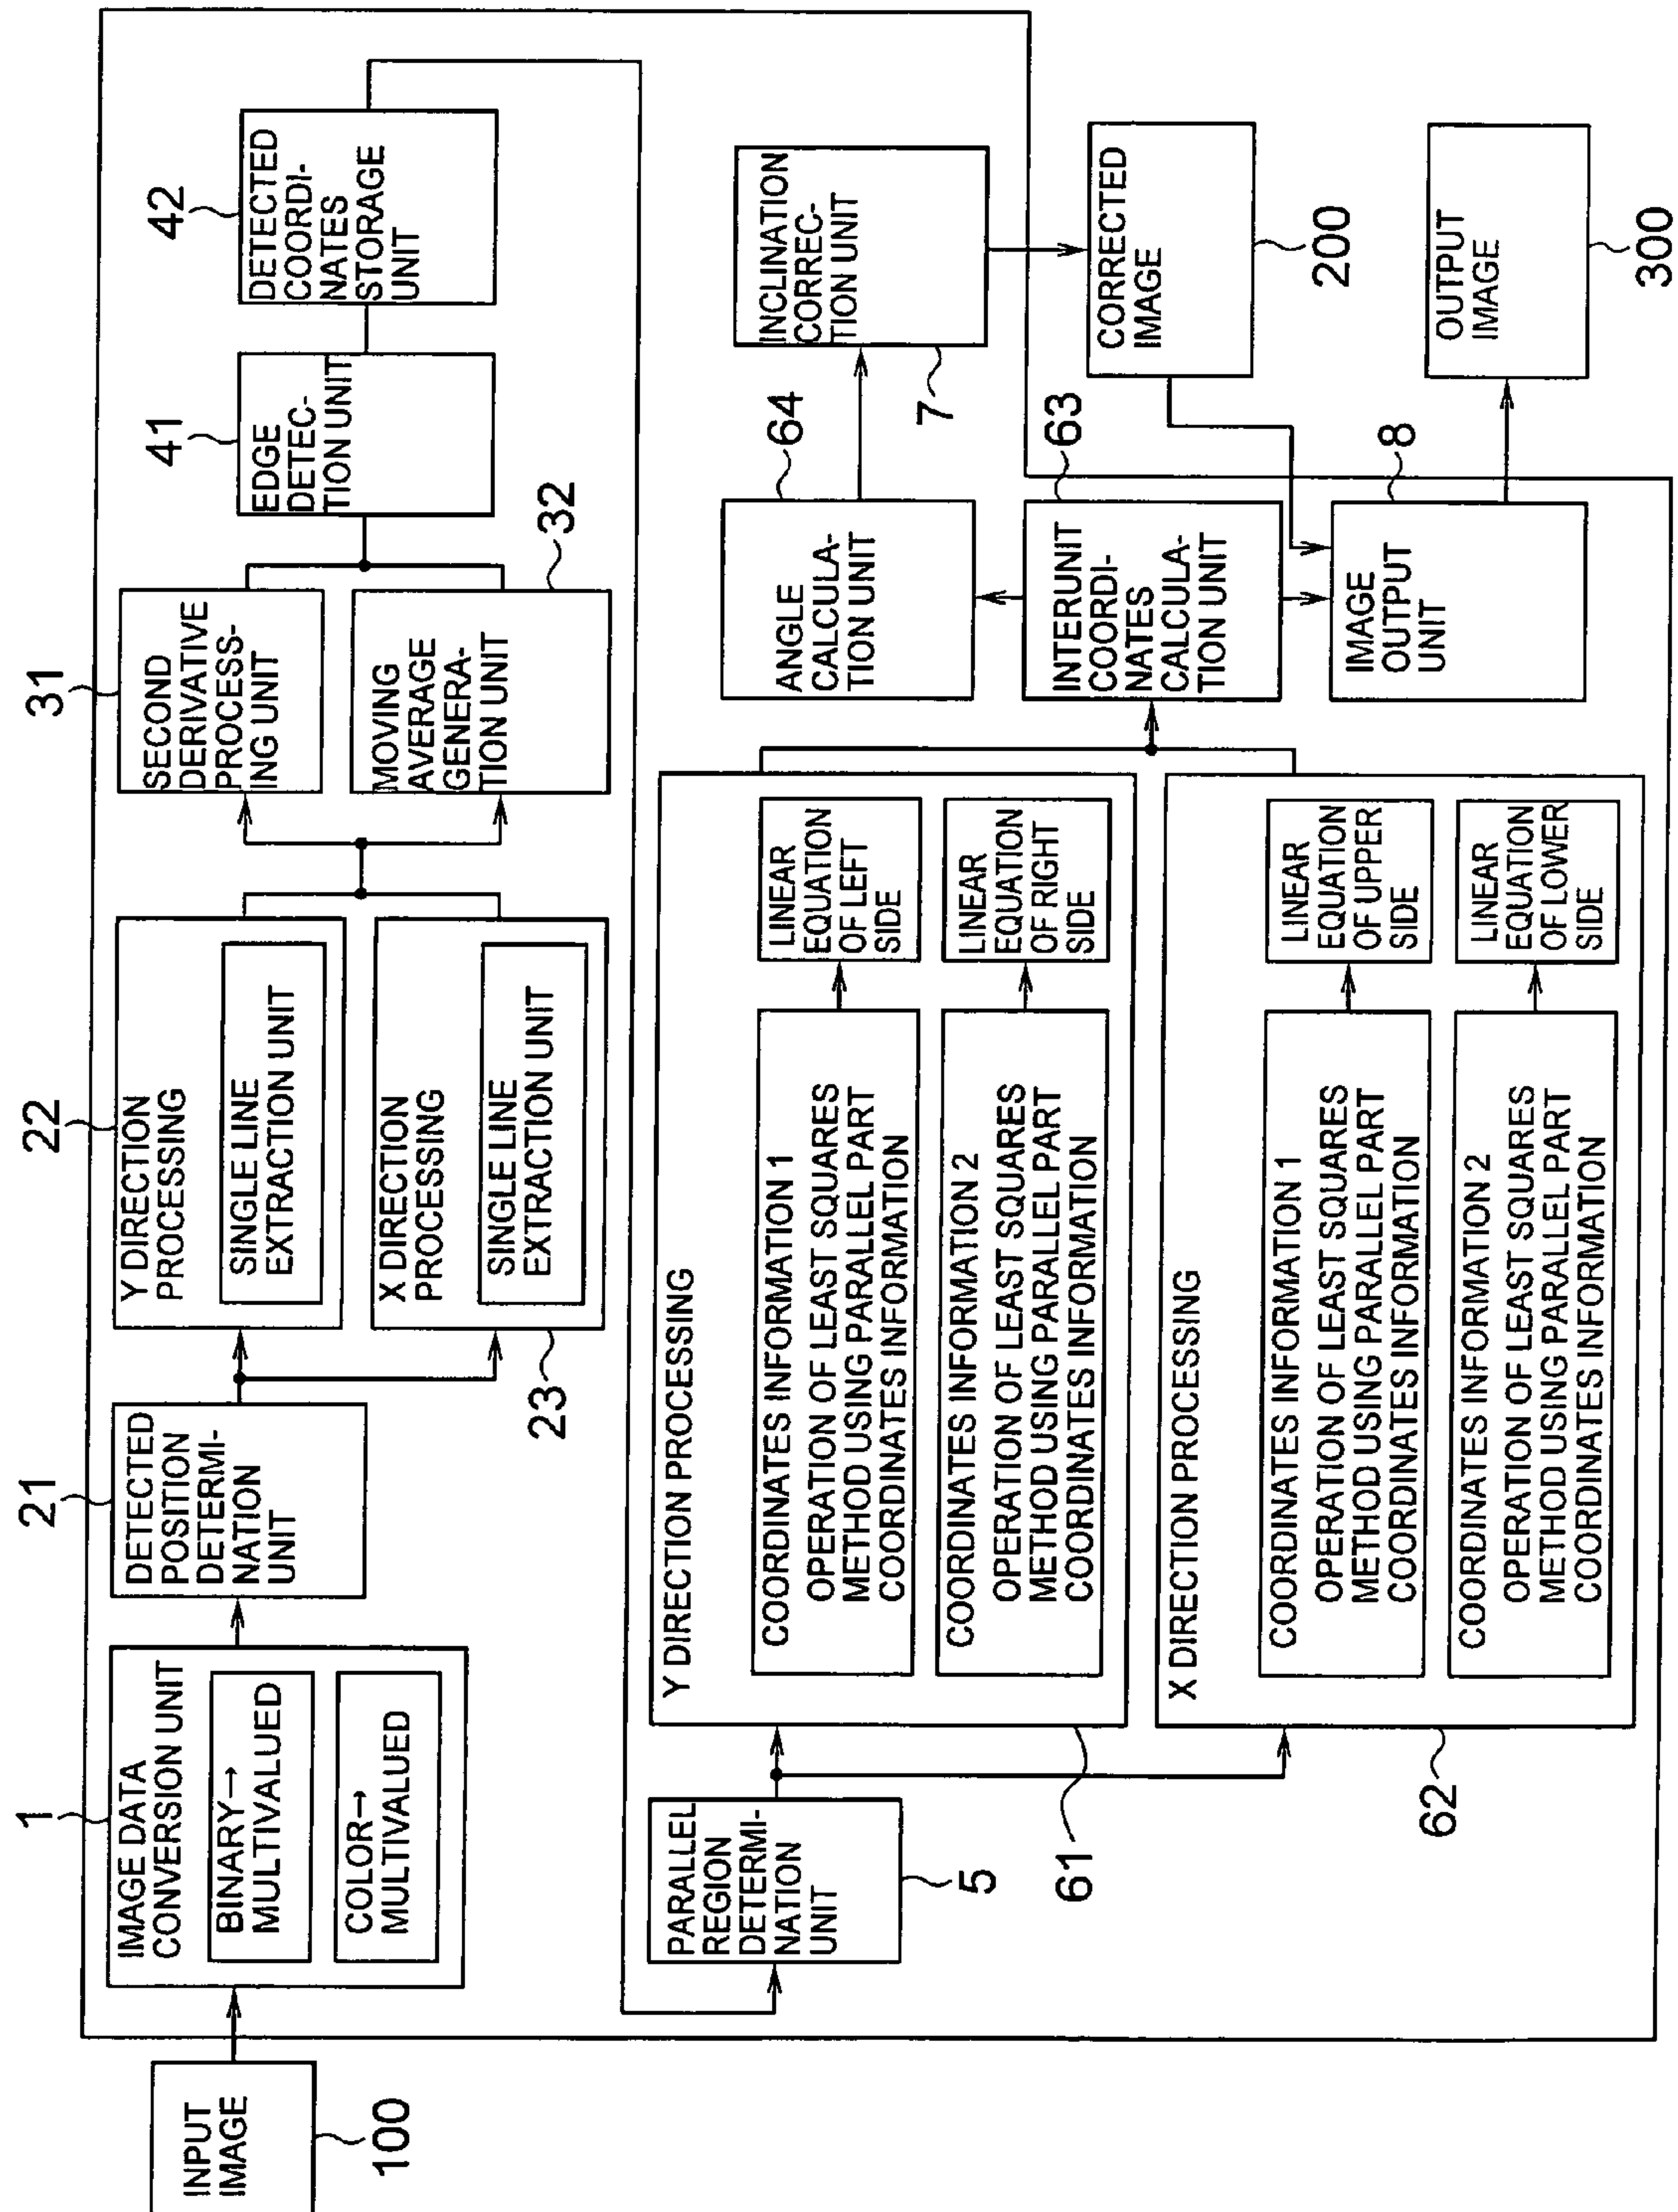 INPUT
IMAGE
100
1
IMAGE DATA
CONVERSION UNIT
BINARY→
MULTIVALUED
COLOR→
MULTIVALUED
21
DETECTED
POSITION
DETERMI-
NATION
UNIT
22
Y DIRECTION
PROCESSING
SINGLE LINE
EXTRACTION UNIT
X DIRECTION
PROCESSING
SINGLE LINE
EXTRACTION UNIT
23
31
SECOND
DERIVATIVE
PROCESS-
ING UNIT
MOVING
AVERAGE
GENERA-
TION UNIT
32
41
EDGE
DETEC-
TION UNIT
42
DETECTED
COORDI-
NATES
STORAGE
UNIT
PARALLEL
REGION
DETERMI-
NATION
UNIT
5
Y DIRECTION PROCESSING
COORDINATES INFORMATION 1
OPERATION OF LEAST SQUARES
METHOD USING PARALLEL PART
COORDINATES INFORMATION
LINEAR
EQUATION
OF LEFT
SIDE
COORDINATES INFORMATION 2
OPERATION OF LEAST SQUARES
METHOD USING PARALLEL PART
COORDINATES INFORMATION
LINEAR
EQUATION
OF RIGHT
SIDE
61
X DIRECTION PROCESSING
COORDINATES INFORMATION 1
OPERATION OF LEAST SQUARES
METHOD USING PARALLEL PART
COORDINATES INFORMATION
LINEAR
EQUATION
OF UPPER
SIDE
COORDINATES INFORMATION 2
OPERATION OF LEAST SQUARES
METHOD USING PARALLEL PART
COORDINATES INFORMATION
LINEAR
EQUATION
OF LOWER
SIDE
62
ANGLE
CALCULA-
TION UNIT
64
INTERUNIT
COORDI-
NATES
CALCULA-
TION UNIT
63
IMAGE
OUTPUT
UNIT
8
INCLINATION
CORREC-
TION UNIT
7
CORRECTED
IMAGE
200
OUTPUT
IMAGE
300